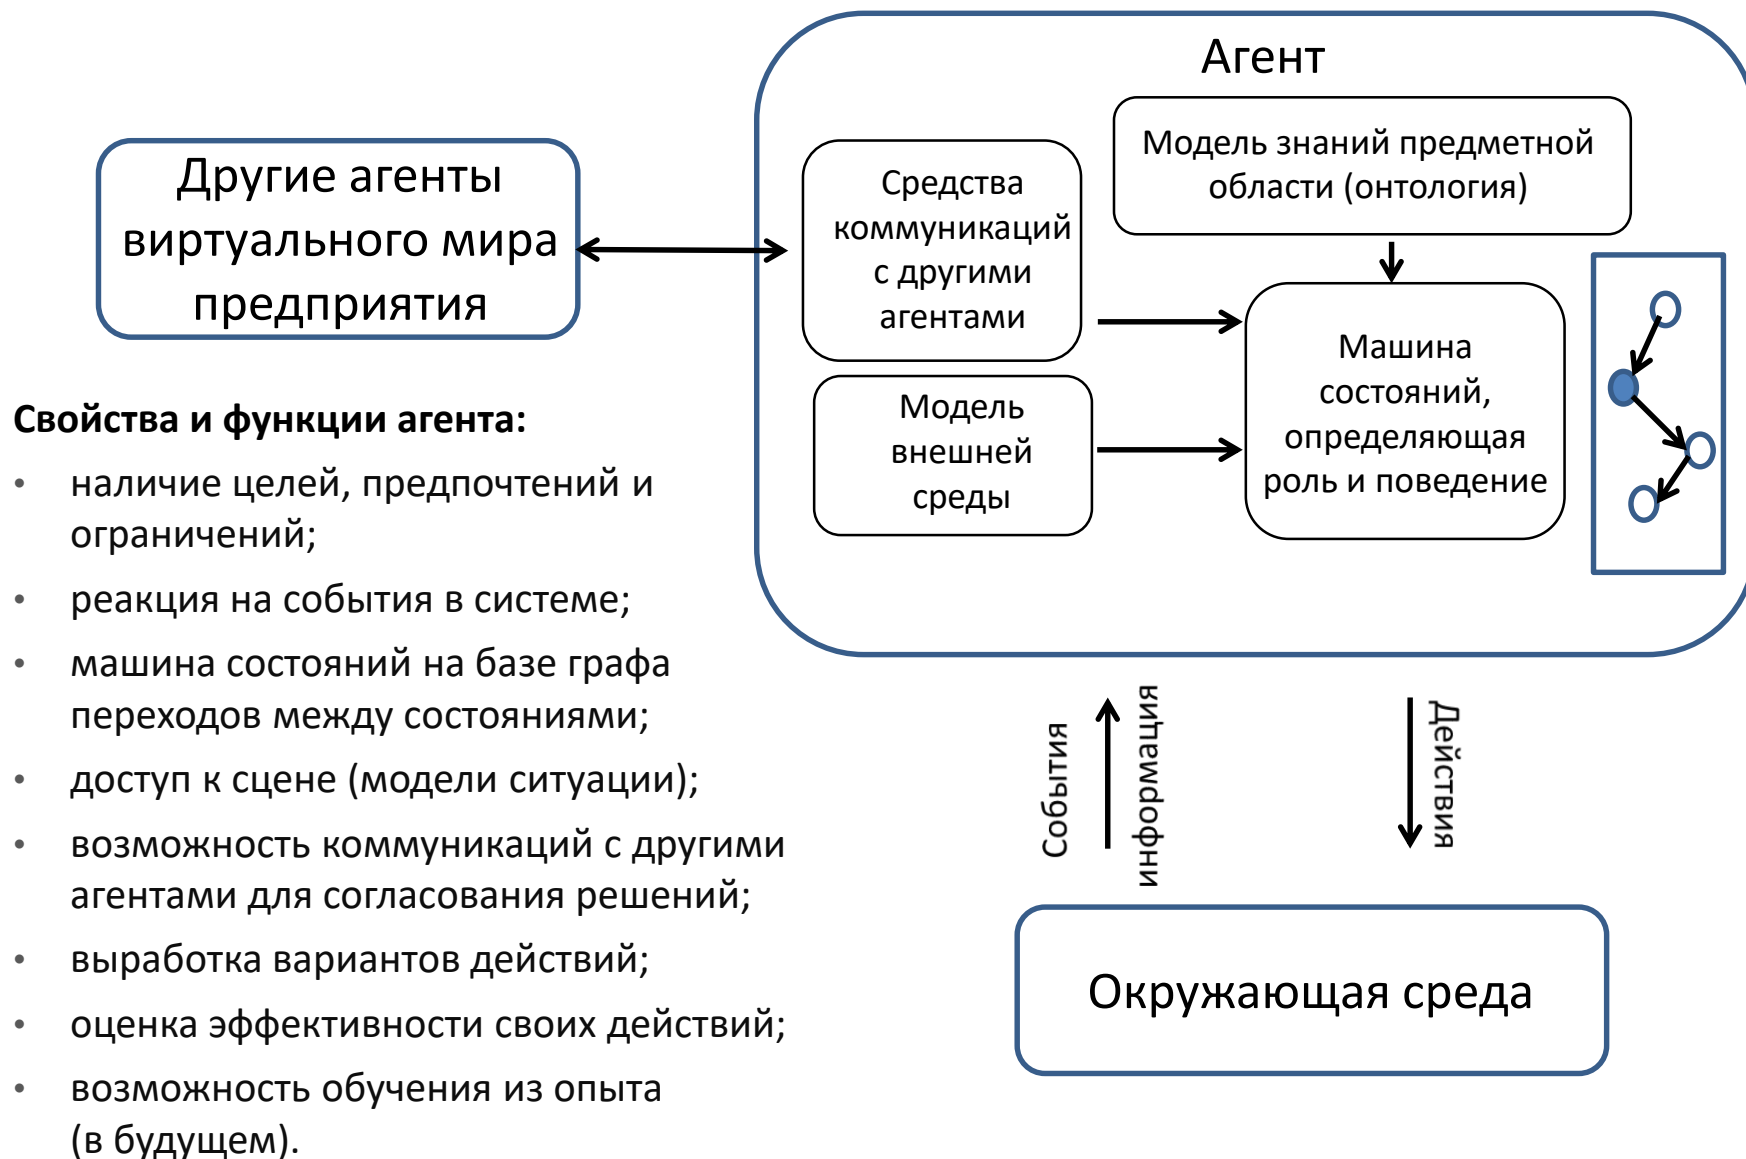 Агент
Модель знаний предметной
области (онтология)
Другие агенты
виртуального мира
предприятия
Средства
коммуникаций
с другими
агентами
Модель
внешней
среды
Машина
состояний,
определяющая
роль и поведение
Свойства и функции агента:
• наличие целей, предпочтений и
ограничений;
• реакция на события в системе;
• машина состояний на базе графа
переходов между состояниями;
• доступ к сцене (модели ситуации);
• возможность коммуникаций с другими
агентами для согласования решений;
• выработка вариантов действий;
• оценка эффективности своих действий;
• возможность обучения из опыта
(в будущем).
События
информация
Действия
Окружающая среда